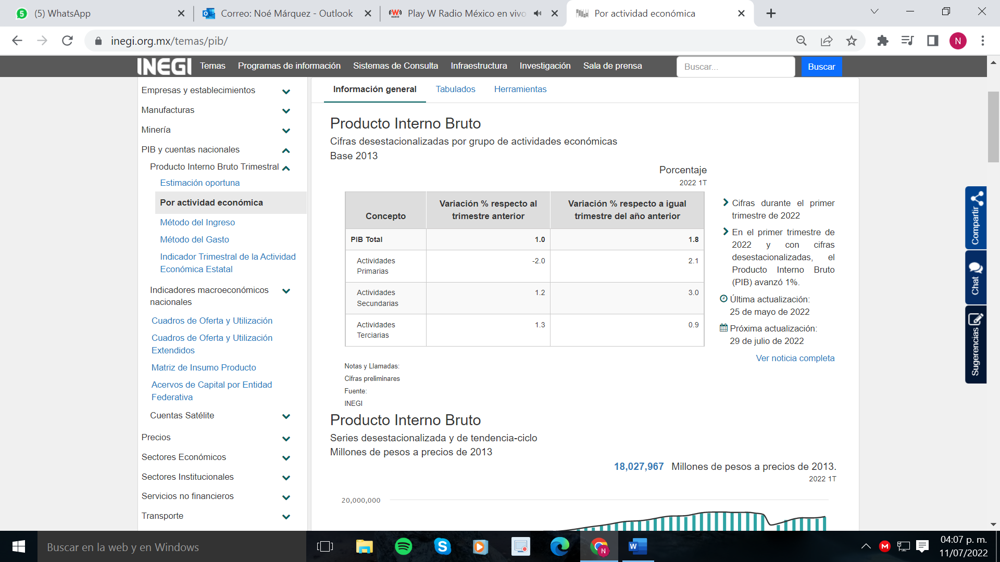 5 (5) WhatsApp
Correo: Noé Márquez - Outlook
Play W Radio México en vivo
Por actividad económica
inegi.org.mx/temas/pib/
N
INEGI Temas Programas de información Sistemas de Consulta Infraestructura Investigación Sala de prensa Buscar... Buscar
Empresas y establecimientos
Manufacturas
Minería
PIB y cuentas nacionales
Producto Interno Bruto Trimestral
Estimación oportuna
Por actividad económica
Método del Ingreso
Método del Gasto
Indicador Trimestral de la Actividad
Económica Estatal
Indicadores macroeconómicos
nacionales
Cuadros de Oferta y Utilización
Cuadros de Oferta y Utilización
Extendidos
Matriz de Insumo Producto
Acervos de Capital por Entidad
Federativa
Cuentas Satélite
Precios
Sectores Económicos
Sectores Institucionales
Servicios no financieros
Transporte
Información general Tabulados Herramientas
Producto Interno Bruto
Cifras desestacionalizadas por grupo de actividades económicas
Base 2013
Porcentaje
2022 1T
Concepto
Variación % respecto al
trimestre anterior
Variación % respecto a igual
trimestre del año anterior
PIB Total 1.0 1.8
Actividades
Primarias
-2.0 2.1
Actividades
Secundarias
1.2 3.0
Actividades
Terciarias
1.3 0.9
Cifras durante el primer
trimestre de 2022
En el primer trimestre de
2022 y con cifras
desestacionalizadas, el
Producto Interno Bruto
(PIB) avanzó 1%.
Última actualización:
25 de mayo de 2022
Próxima actualización:
29 de julio de 2022
Ver noticia completa
Notas y Llamadas:
Cifras preliminares
Fuente:
INEGI
Producto Interno Bruto
Series desestacionalizada y de tendencia-ciclo
Millones de pesos a precios de 2013
18,027,967 Millones de pesos a precios de 2013.
2022 1T
20,000,000
Compartir
Chat
Sugerencias
Buscar en la web y en Windows
04:07 p. m.
11/07/2022